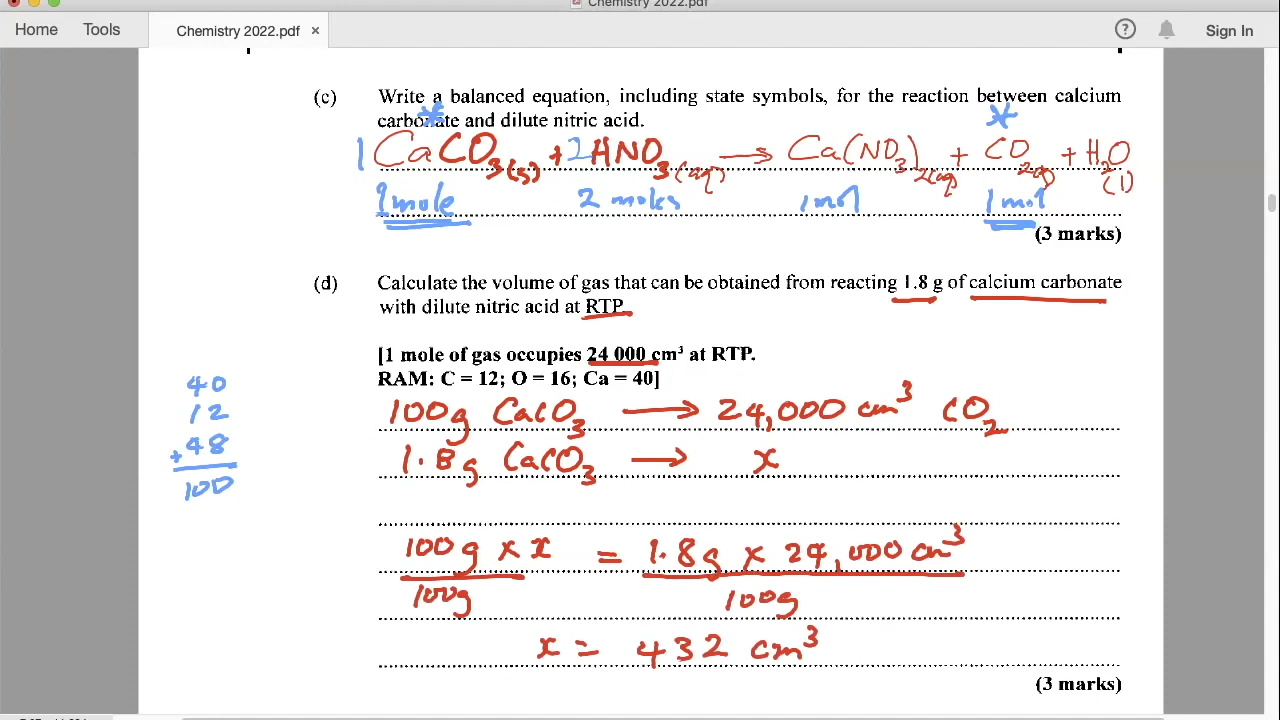 Chemistry 2022.pdf
Home Tools Chemistry 2022.pdf × ? Sign In
(c) Write a balanced equation, including state symbols, for the reaction between calcium
carbonate and dilute nitric acid.
1 CaCO3(s) + 2HNO3(aq) → Ca(NO3)2(aq) + CO2(g) + H2O(l)
1 mole 2 moles 1 mol 1 mol
(3 marks)
(d) Calculate the volume of gas that can be obtained from reacting 1.8 g of calcium carbonate
with dilute nitric acid at RTP.
[1 mole of gas occupies 24 000 cm³ at RTP.
RAM: C = 12; O = 16; Ca = 40]
40
12
+48
100
100g CaCO3 → 24,000 cm³ CO2
1.8g CaCO3 → x
100g × x = 1.8g × 24,000 cm³
100g 100g
x = 432 cm³
(3 marks)